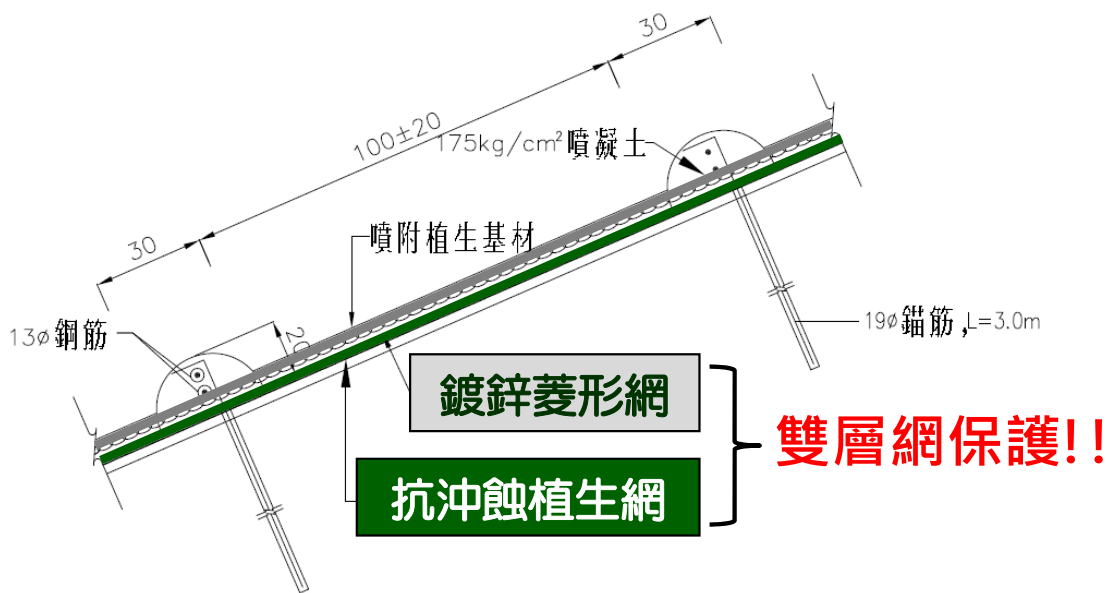 30
100±20
175kg/cm²噴凝土
30
噴附植生基材
13ø鋼筋
20
19ø錨筋,L=3.0m
鍍鋅菱形網
雙層網保護!!
抗沖蝕植生網